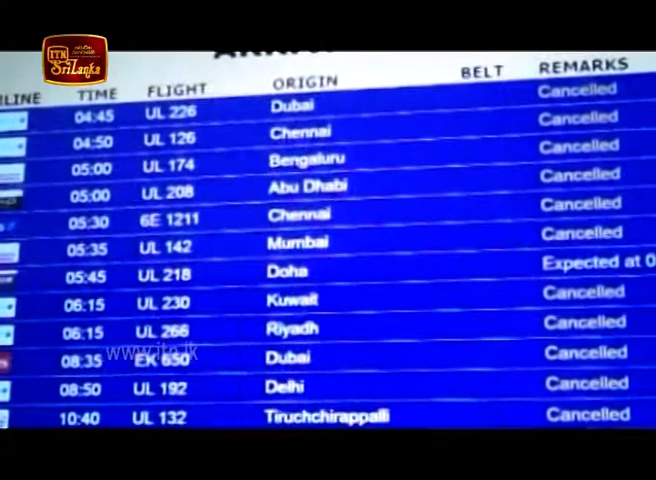 ITN
Sri Lanka
TIME FLIGHT ORIGIN BELT REMARKS
04:45 UL 226 Dubai Cancelled
04:50 UL 126 Chennai Cancelled
05:00 UL 174 Bengaluru Cancelled
05:00 UL 208 Abu Dhabi Cancelled
05:30 6E 1211 Chennai Cancelled
05:35 UL 142 Mumbai Cancelled
05:45 UL 218 Doha Expected at 0
06:15 UL 230 Kuwait Cancelled
06:15 UL 266 Riyadh Cancelled
www.itn.lk
08:35 EK 650 Dubai Cancelled
08:50 UL 192 Delhi Cancelled
10:40 UL 132 Tiruchchirappalli Cancelled